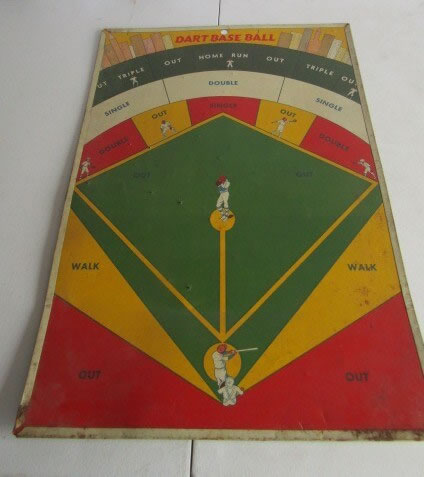 DART BASE BALL
OUT TRIPLE OUT HOME RUN OUT TRIPLE OUT
SINGLE DOUBLE SINGLE
DOUBLE OUT SINGLE OUT DOUBLE
OUT OUT
WALK WALK
OUT OUT